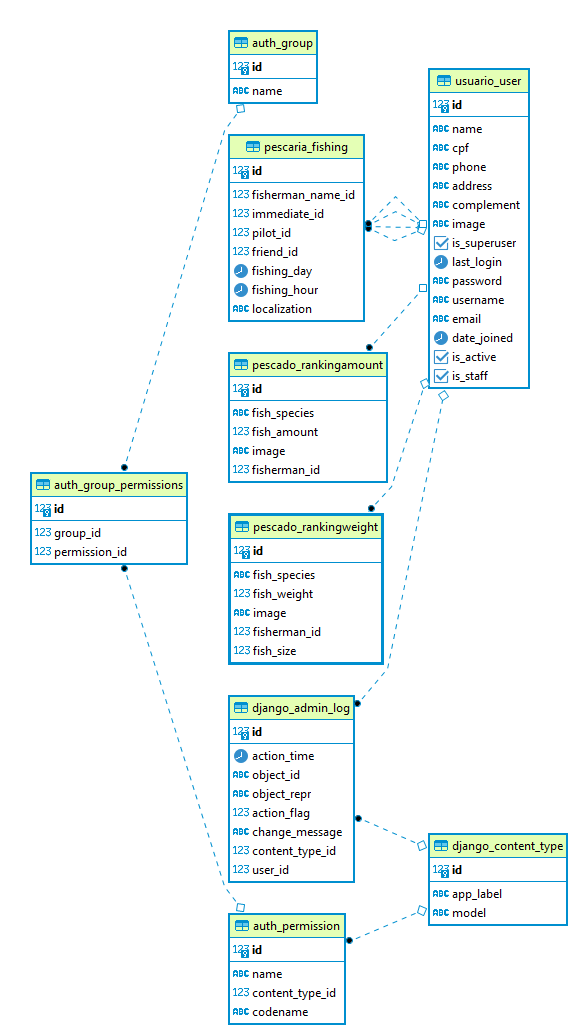 auth_group
123 id
ABC name
usuario_user
123 id
ABC name
ABC cpf
ABC phone
ABC address
ABC complement
ABC image
is_superuser
last_login
ABC password
ABC username
ABC email
date_joined
is_active
is_staff
pescaria_fishing
123 id
123 fisherman_name_id
123 immediate_id
123 pilot_id
123 friend_id
fishing_day
fishing_hour
ABC localization
pescado_rankingamount
123 id
ABC fish_species
123 fish_amount
ABC image
123 fisherman_id
auth_group_permissions
123 id
123 group_id
123 permission_id
pescado_rankingweight
123 id
ABC fish_species
123 fish_weight
ABC image
123 fisherman_id
123 fish_size
django_admin_log
123 id
action_time
ABC object_id
ABC object_repr
123 action_flag
ABC change_message
123 content_type_id
123 user_id
django_content_type
123 id
ABC app_label
ABC model
auth_permission
123 id
ABC name
123 content_type_id
ABC codename